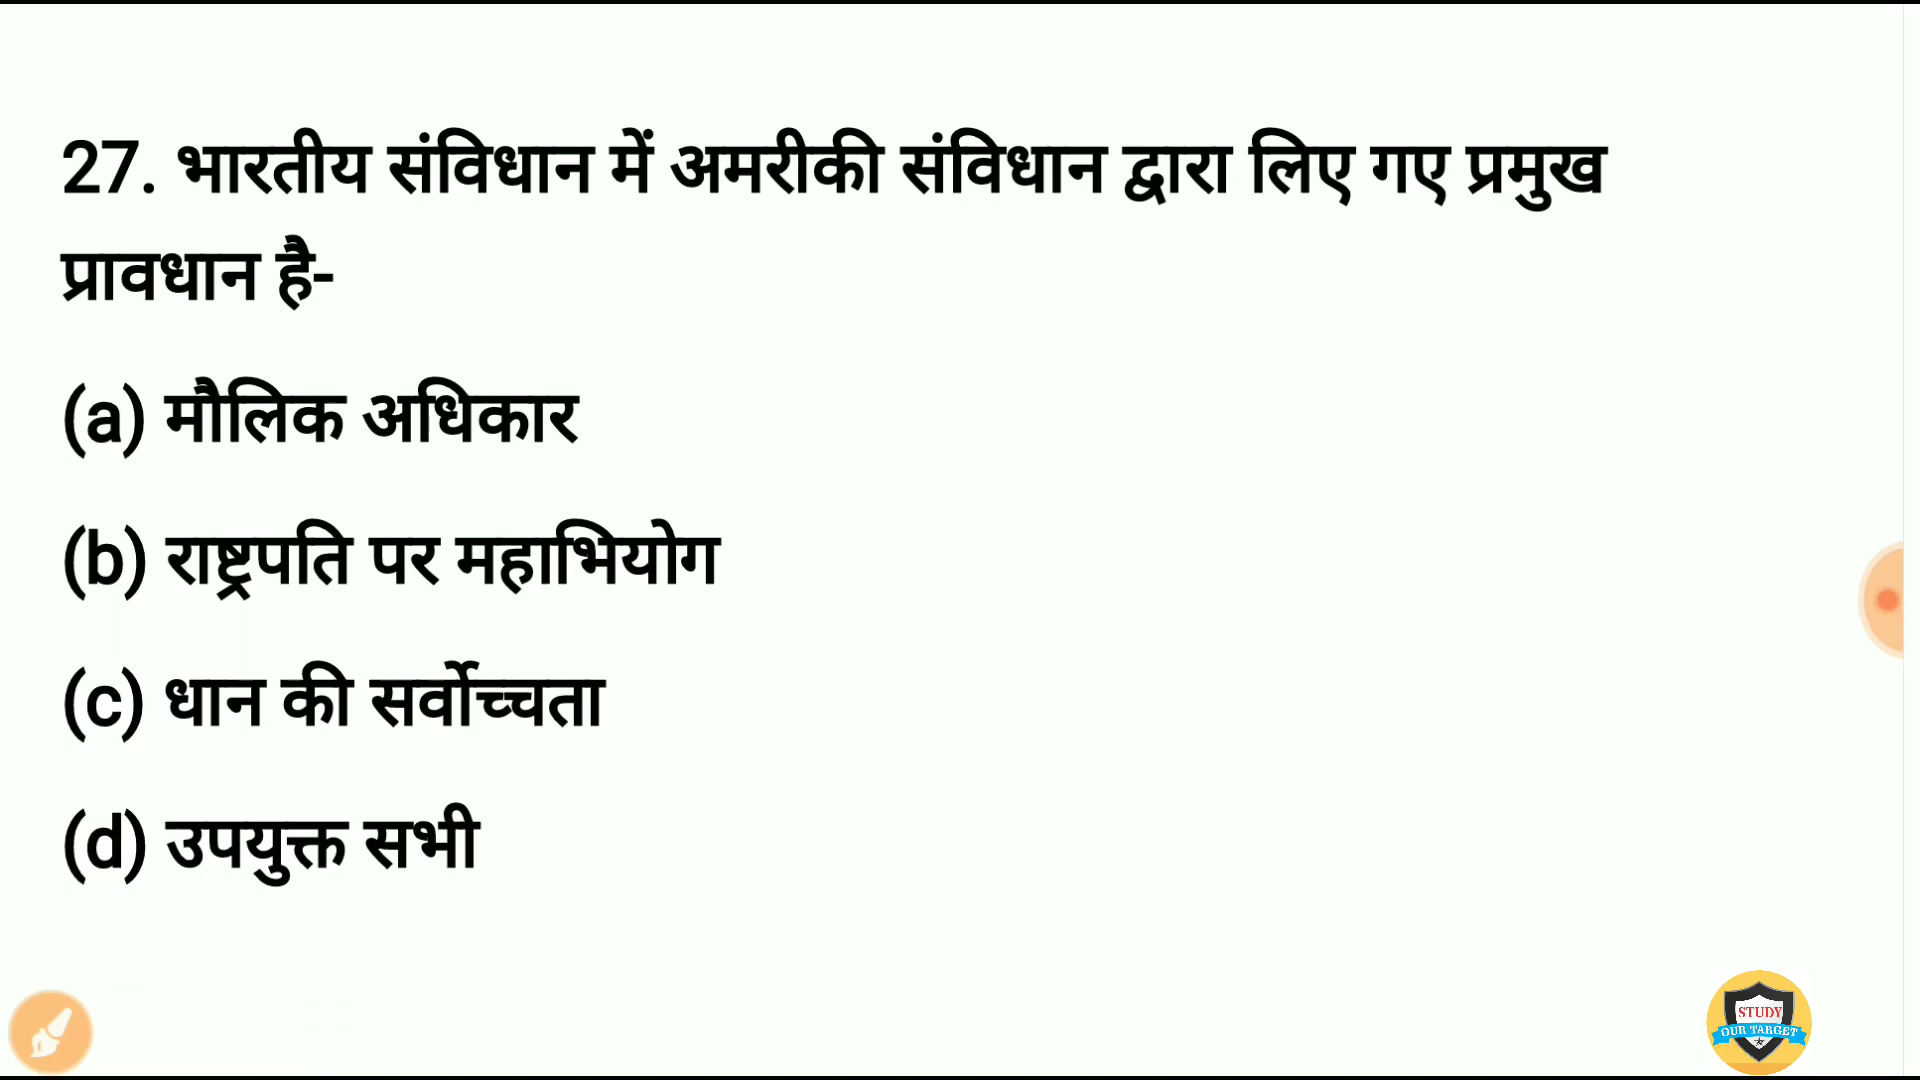 27. भारतीय संविधान में अमरीकी संविधान द्वारा लिए गए प्रमुख
प्रावधान है-
(a) मौलिक अधिकार
(b) राष्ट्रपति पर महाभियोग
(c) धान की सर्वोच्चता
(d) उपयुक्त सभी
STUDY
OUR TARGET